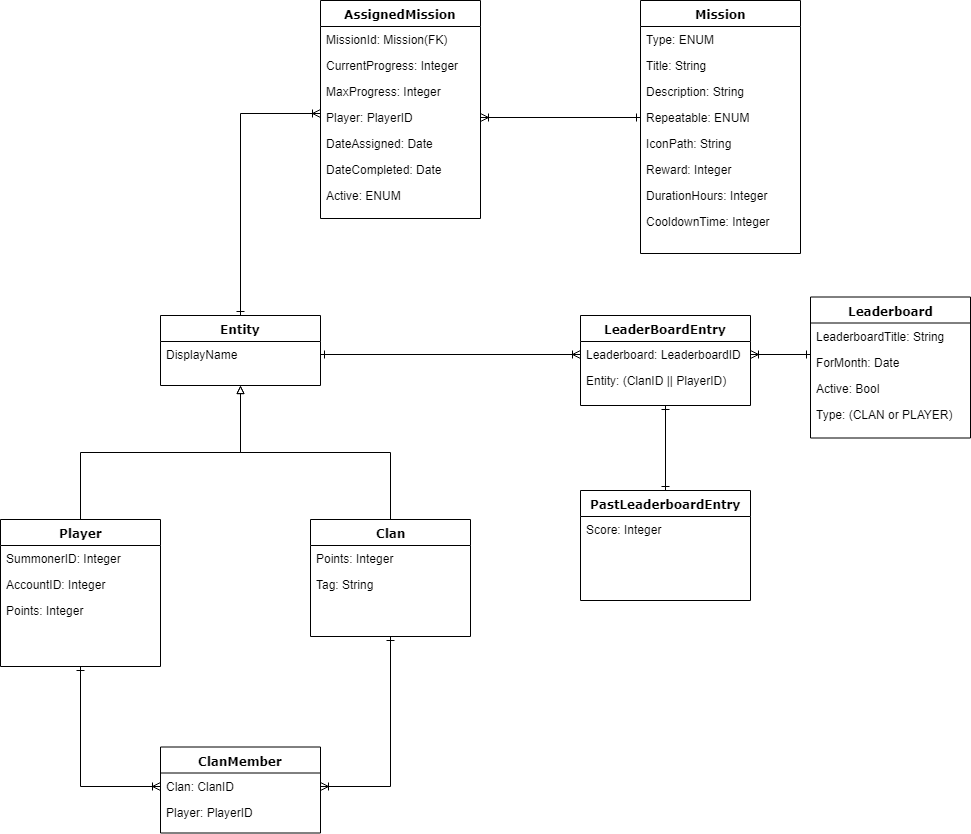 AssignedMission
MissionId: Mission(FK)
CurrentProgress: Integer
MaxProgress: Integer
Player: PlayerID
DateAssigned: Date
DateCompleted: Date
Active: ENUM
Mission
Type: ENUM
Title: String
Description: String
Repeatable: ENUM
IconPath: String
Reward: Integer
DurationHours: Integer
CooldownTime: Integer
Entity
DisplayName
LeaderBoardEntry
Leaderboard: LeaderboardID
Entity: (ClanID || PlayerID)
Leaderboard
LeaderboardTitle: String
ForMonth: Date
Active: Bool
Type: (CLAN or PLAYER)
PastLeaderboardEntry
Score: Integer
Player
SummonerID: Integer
AccountID: Integer
Points: Integer
Clan
Points: Integer
Tag: String
ClanMember
Clan: ClanID
Player: PlayerID